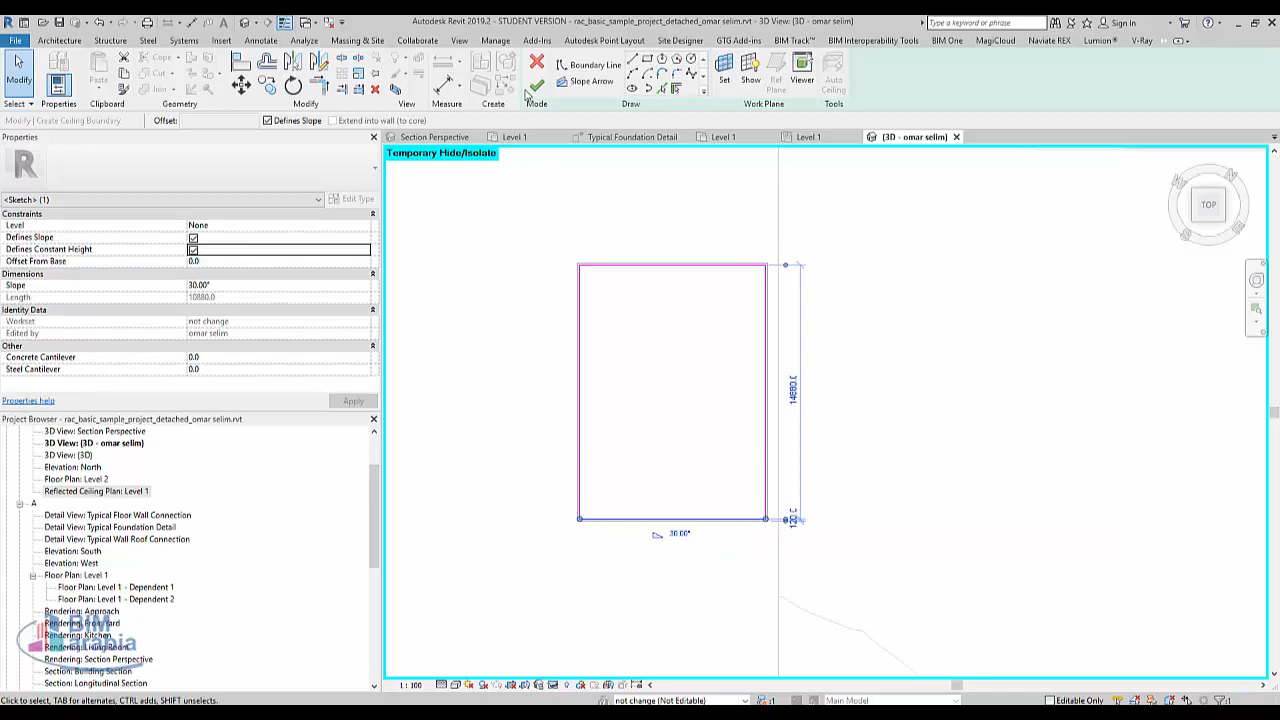 Autodesk Revit 2019.2 - STUDENT VERSION - rac_basic_sample_project_detached_omar selim.rvt - 3D View: (3D - omar selim)
Type a keyword or phrase
Sign In
File Architecture Structure Steel Systems Insert Annotate Analyze Massing & Site Collaborate View Manage Add-Ins Autodesk Point Layout Site Designer GTG Add-ins BIM Track™ BIM Interoperability Tools BIM One MagiCloud Naviate REX Lumion® V-Ray
Modify
Paste
Cope
Cut
Join
Boundary Line
Slope Arrow
Set Show Ref Plane Viewer Auto Ceiling
Select Properties Clipboard Geometry Modify View Measure Create Mode Draw Work Plane Tools
Modify | Create Ceiling Boundary Offset: Defines Slope Extend into wall (to core)
Properties
Section Perspective Level 1 Typical Foundation Detail Level 1 Level 1 (3D - omar selim)
Temporary Hide/Isolate
TOP
<Sketch> (1) Edit Type
Constraints
Level None
Defines Slope
Defines Constant Height
Offset From Base 0.0
Dimensions
Slope 30.00°
Length 10880.0
Identity Data
Workset not change
Edited by omar selim
Other
Concrete Cantilever 0.0
Steel Cantilever 0.0
Properties help Apply
14880.0
120.0
30.00°
Project Browser - rac_basic_sample_project_detached_omar selim.rvt
3D View: Section Perspective
3D View: (3D - omar selim)
3D View: (3D)
Elevation: North
Floor Plan: Level 2
Reflected Ceiling Plan: Level 1
A
Detail View: Typical Floor Wall Connection
Detail View: Typical Foundation Detail
Detail View: Typical Wall Roof Connection
Elevation: South
Elevation: West
Floor Plan: Level 1
Floor Plan: Level 1 - Dependent 1
Floor Plan: Level 1 - Dependent 2
Rendering: Approach
Rendering: Kitchen
Rendering: Section Perspective
Section: Building Section
Section: Longitudinal Section
BIM
arabia
1 : 100
Click to select, TAB for alternates, CTRL adds, SHIFT unselects.
not change (Not Editable) :1 Main Model Editable Only :1